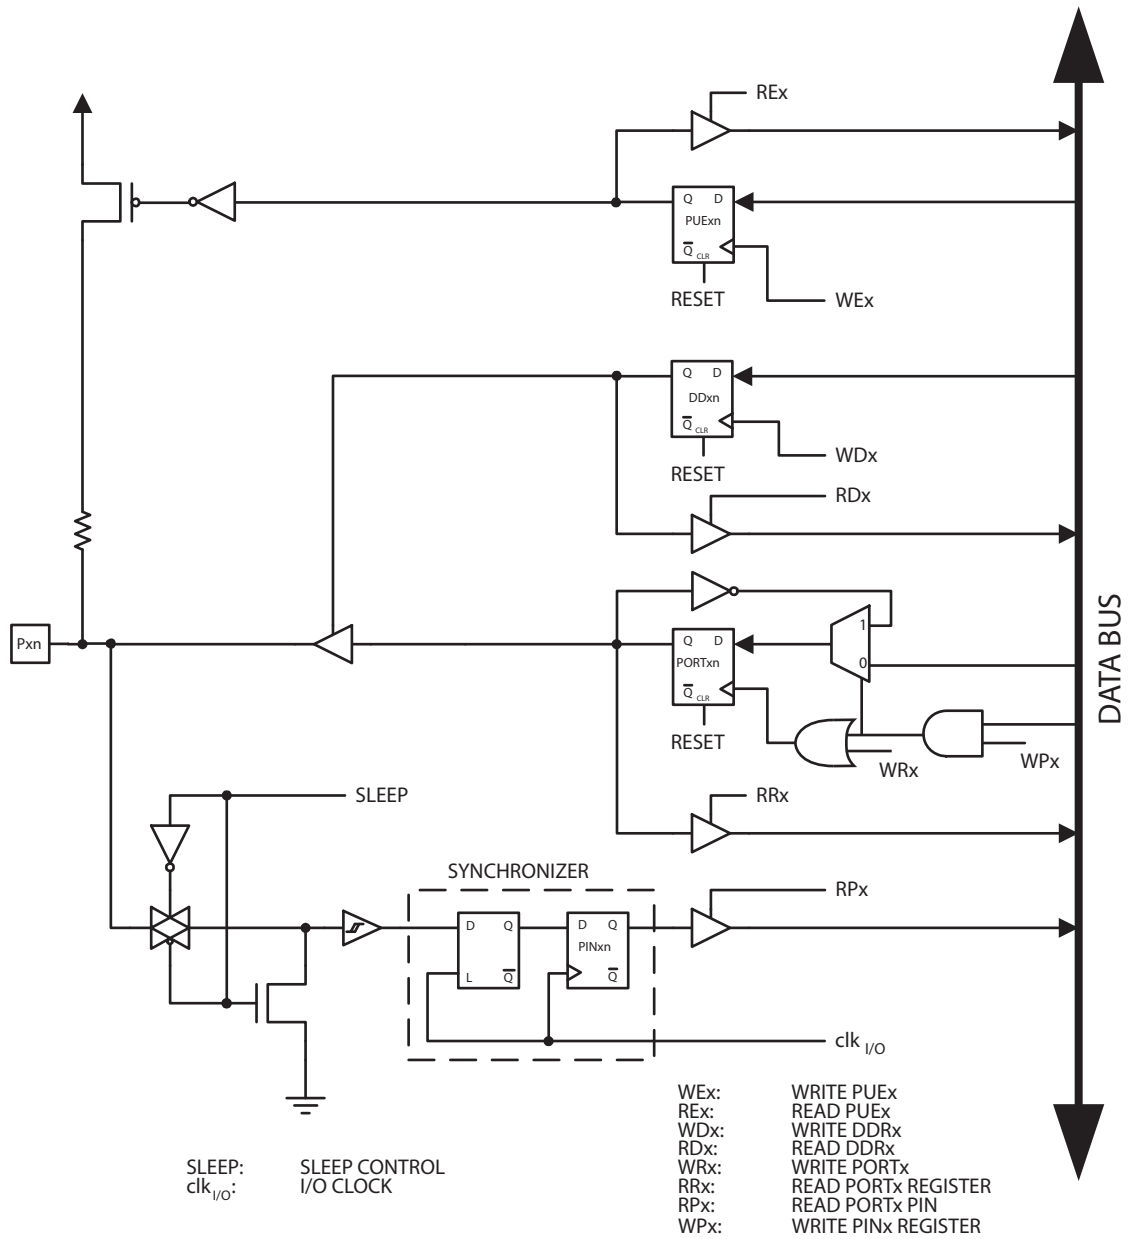 REx
Q D
PUExn
Q CLR
RESET
WEx
Q D
DDxn
Q CLR
RESET
WDx
RDx
1
Pxn
Q D
PORTxn
0
Q CLR
RESET
WRx
WPx
DATA BUS
SLEEP
RRx
SYNCHRONIZER
RPx
D Q
D Q
PINxn
L Q
Q
clk I/O
WEx: WRITE PUEx
REx: READ PUEx
WDx: WRITE DDRx
RDx: READ DDRx
WRx: WRITE PORTx
RRx: READ PORTx REGISTER
RPx: READ PORTx PIN
WPx: WRITE PINx REGISTER
SLEEP: SLEEP CONTROL
clk I/O: I/O CLOCK